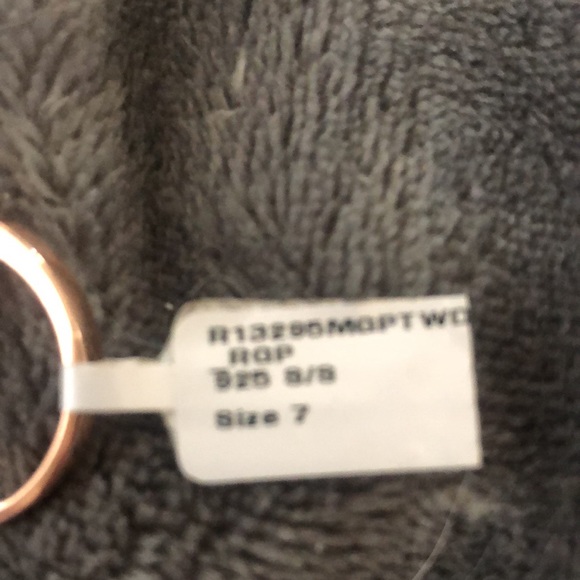 R13295MGPTWD
RGP
925 S/S
Size 7